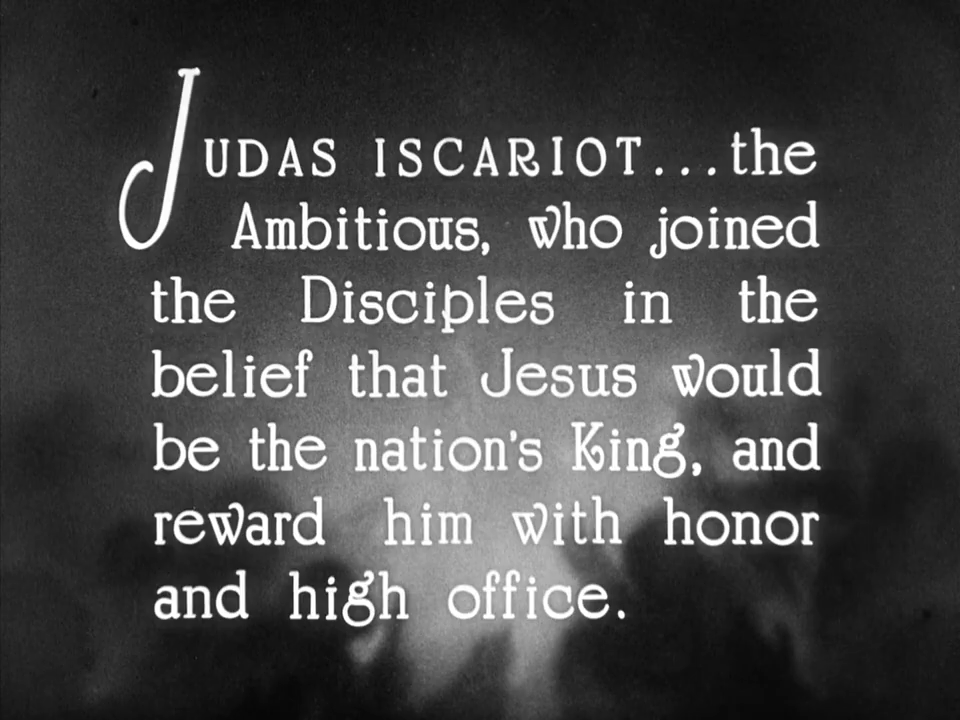 JUDAS ISCARIOT...the
Ambitious, who joined
the Disciples in the
belief that Jesus would
be the nation's King, and
reward him with honor
and high office.